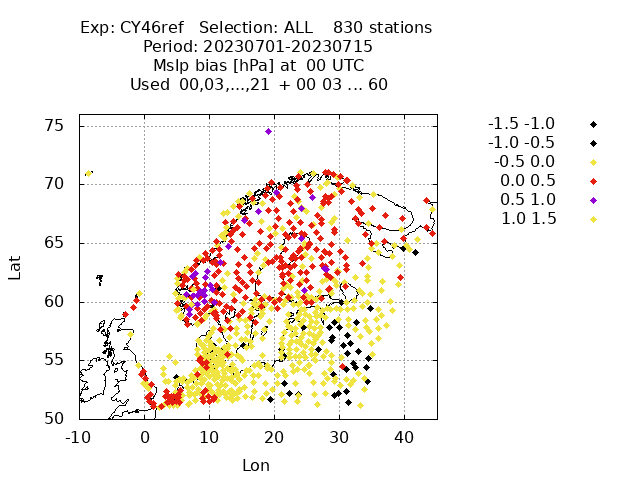 Exp: CY46ref   Selection: ALL    830 stations
Period: 20230701-20230715
Mslp bias [hPa] at  00 UTC
Used  00,03,...,21  + 00 03 ... 60
-1.5 -1.0
-1.0 -0.5
-0.5 0.0
0.0 0.5
0.5 1.0
1.0 1.5
75
70
65
60
55
50
Lat
-10 0 10 20 30 40
Lon